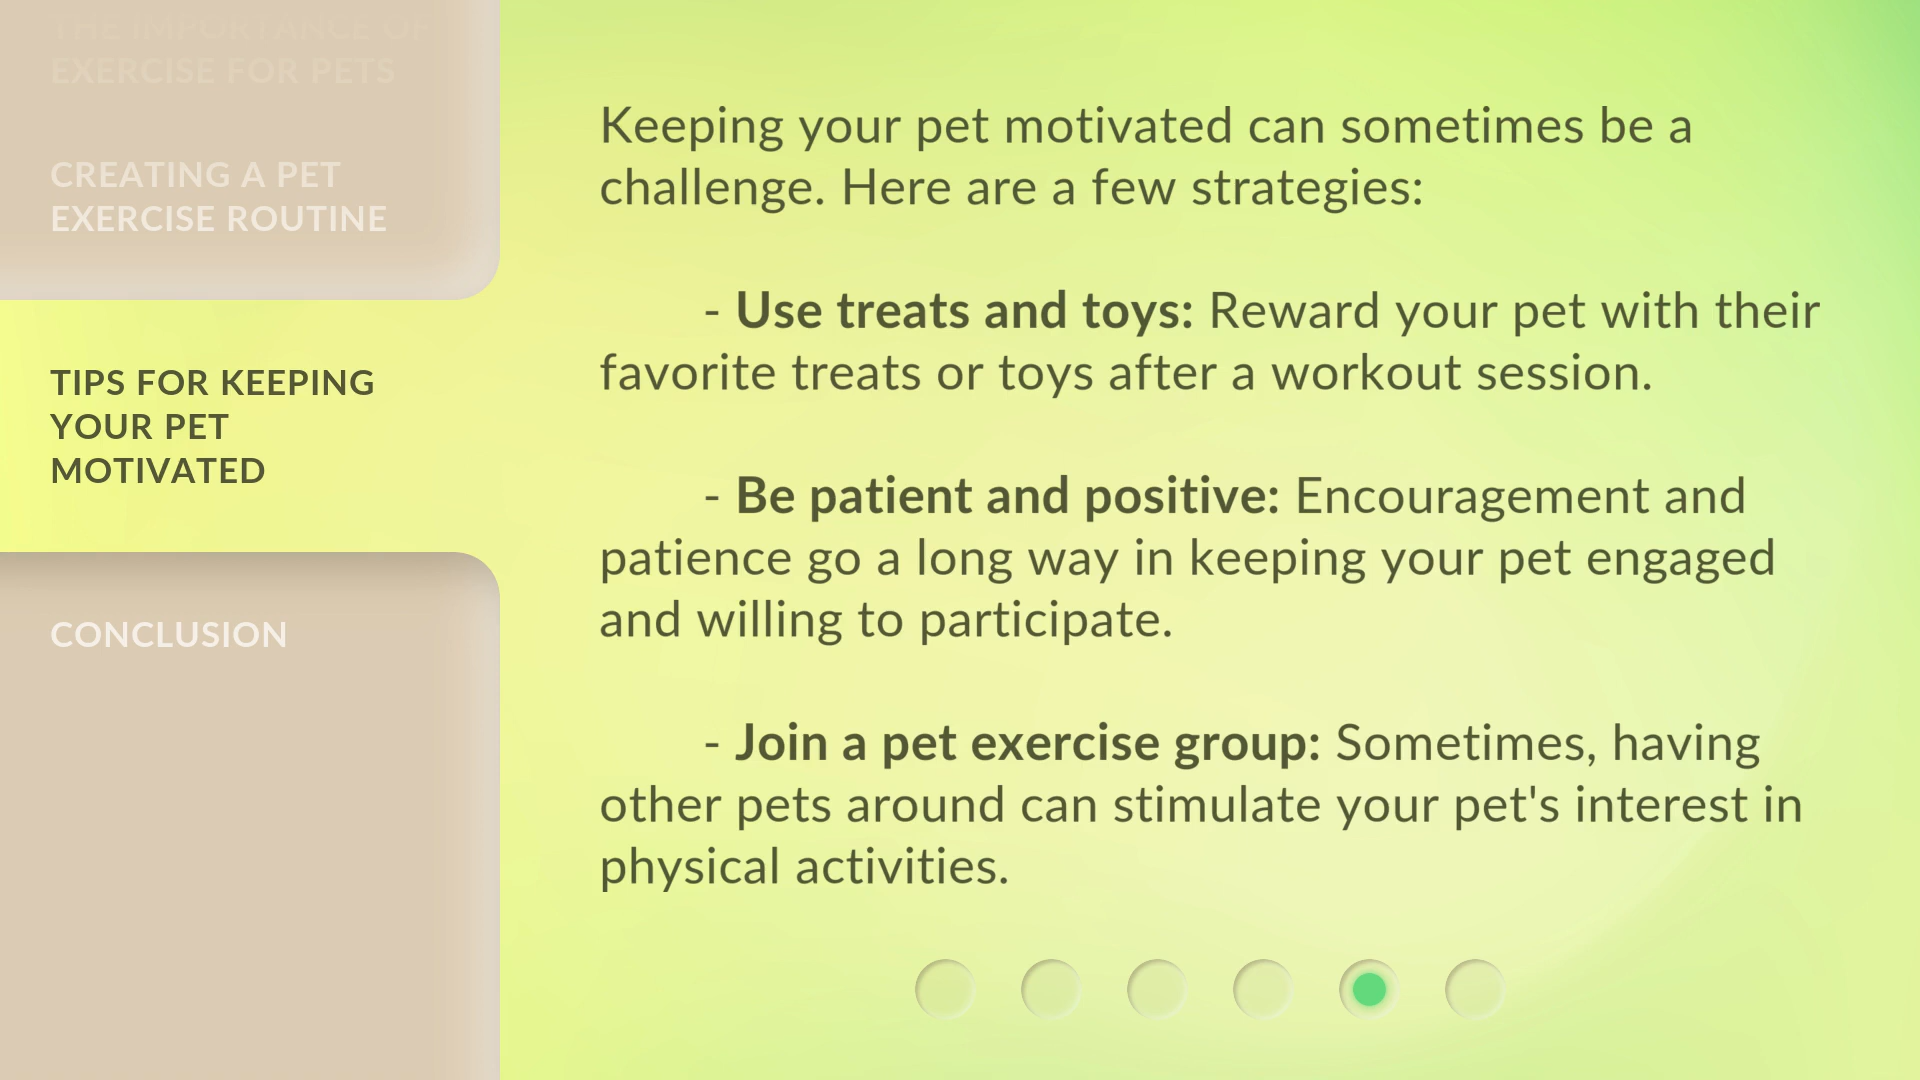 THE IMPORTANCE OF
EXERCISE FOR PETS
CREATING A PET
EXERCISE ROUTINE
TIPS FOR KEEPING
YOUR PET
MOTIVATED
CONCLUSION
Keeping your pet motivated can sometimes be a
challenge. Here are a few strategies:
- Use treats and toys: Reward your pet with their
favorite treats or toys after a workout session.
- Be patient and positive: Encouragement and
patience go a long way in keeping your pet engaged
and willing to participate.
- Join a pet exercise group: Sometimes, having
other pets around can stimulate your pet's interest in
physical activities.